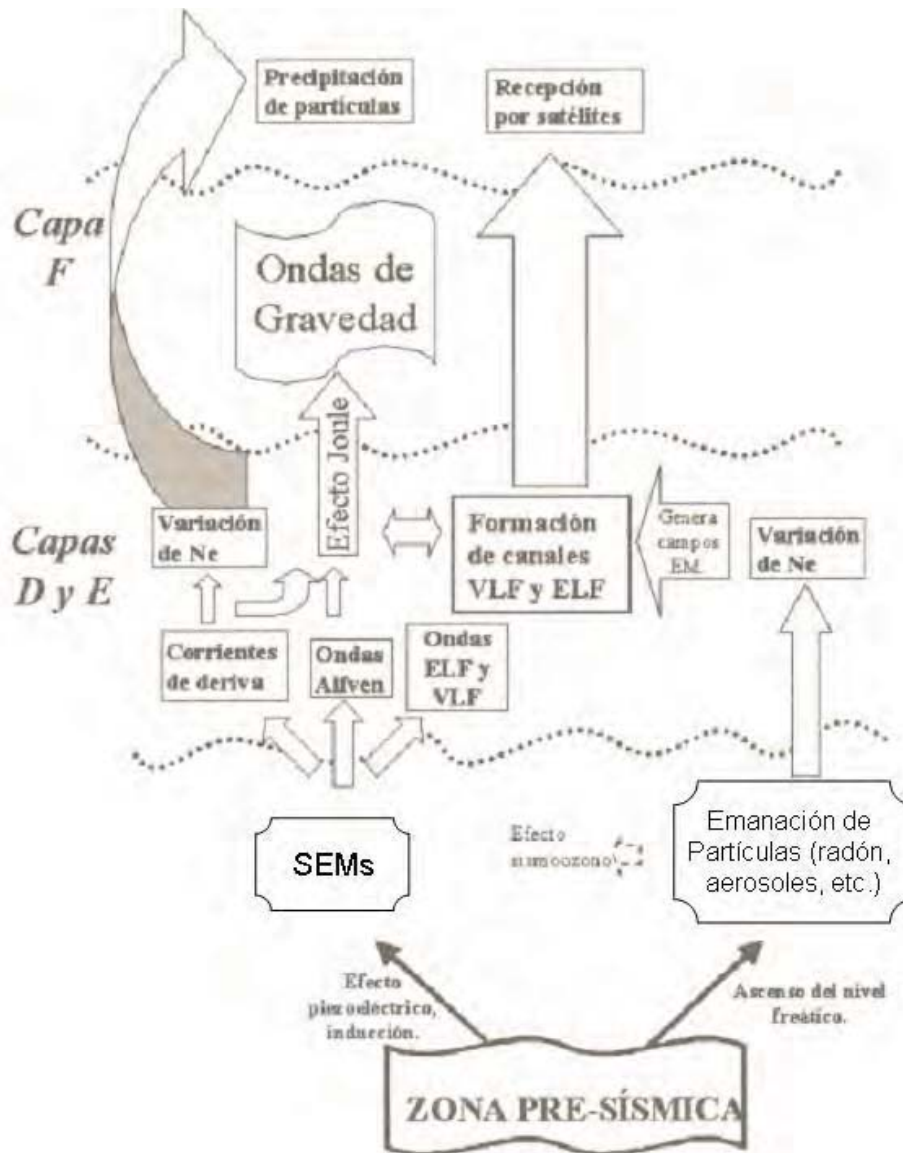 Precipitación
de partículas
Recepción
por satélites
Capa
F
Ondas de
Gravedad
Efecto Joule
Capas
D y E
Variación
de Ne
Formación
de canales
VLF y ELF
Genera
campos
EM.
Variación
de Ne
Corrientes
de deriva
Ondas
Alfven
Ondas
ELF y
VLF
SEMs
Efecto
sismoozono
Emanación de
Partículas (radón,
aerosoles, etc.)
Efecto
piezoeléctrico,
inducción.
Ascenso del nivel
freático.
ZONA PRE-SÍSMICA